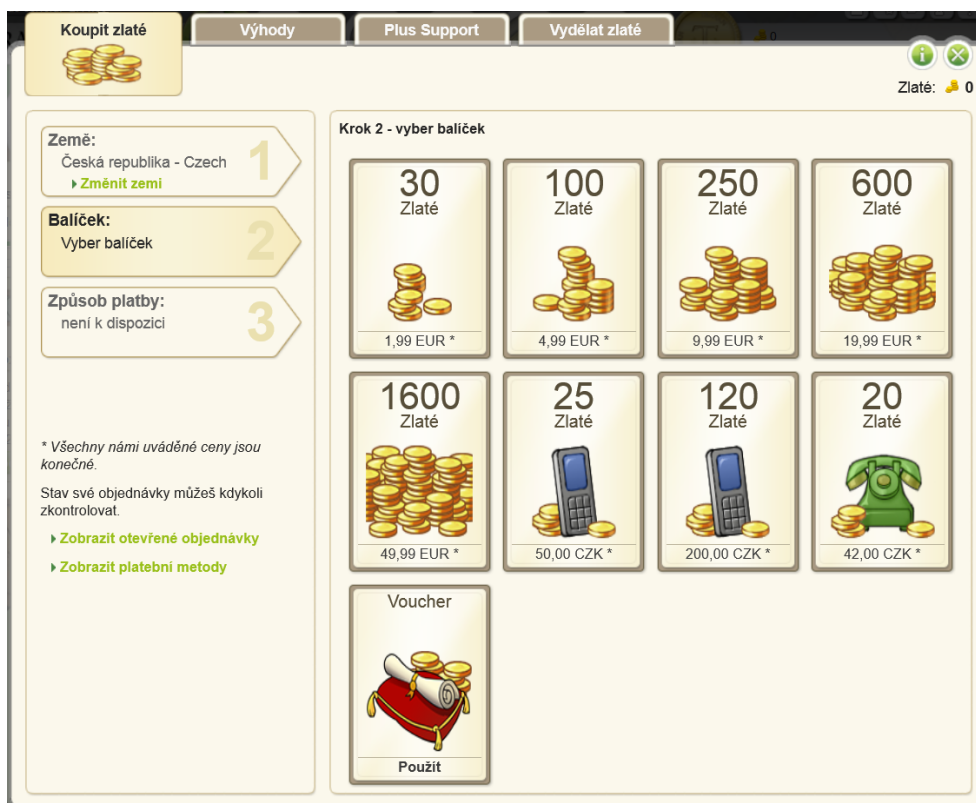 Koupit zlaté
Výhody
Plus Support
Vydělat zlaté
Zlaté: 0
Země:
Česká republika - Czech
Změnit zemi
1
Balíček:
Vyber balíček
2
Způsob platby:
není k dispozici
3
* Všechny námi uváděné ceny jsou
konečné.
Stav své objednávky můžeš kdykoli
zkontrolovat.
Zobrazit otevřené objednávky
Zobrazit platební metody
Krok 2 - vyber balíček
30
Zlaté
1,99 EUR *
100
Zlaté
4,99 EUR *
250
Zlaté
9,99 EUR *
600
Zlaté
19,99 EUR *
1600
Zlaté
49,99 EUR *
25
Zlaté
50,00 CZK *
120
Zlaté
200,00 CZK *
20
Zlaté
42,00 CZK *
Voucher
Použít